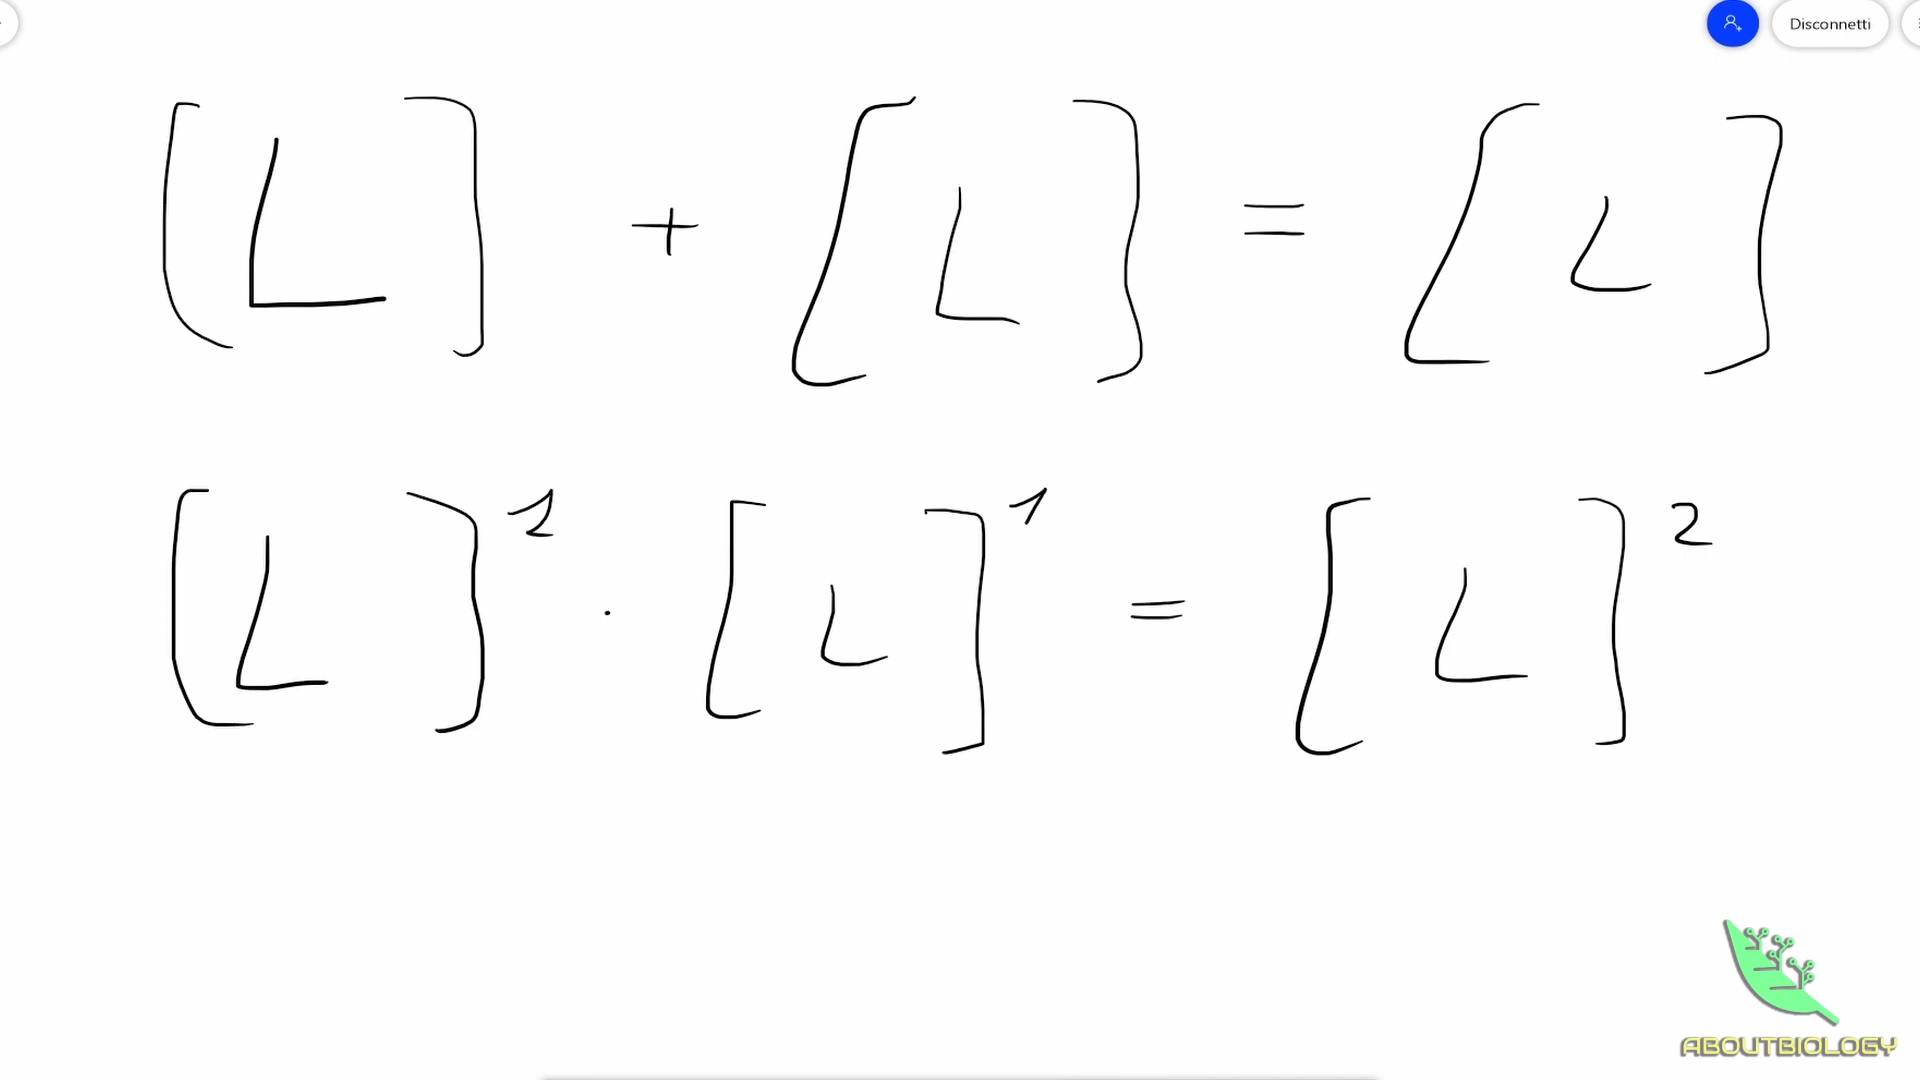 Disconnetti
[L] + [L] = [L]
[L]¹ · [L]¹ = [L]²
ABOUTBIOLOGY